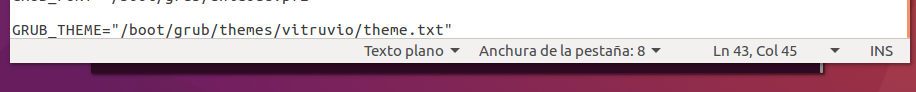 GRUB_THEME="/boot/grub/themes/vitruvio/theme.txt"
Texto plano Anchura de la pestaña: 8 Ln 43, Col 45 INS